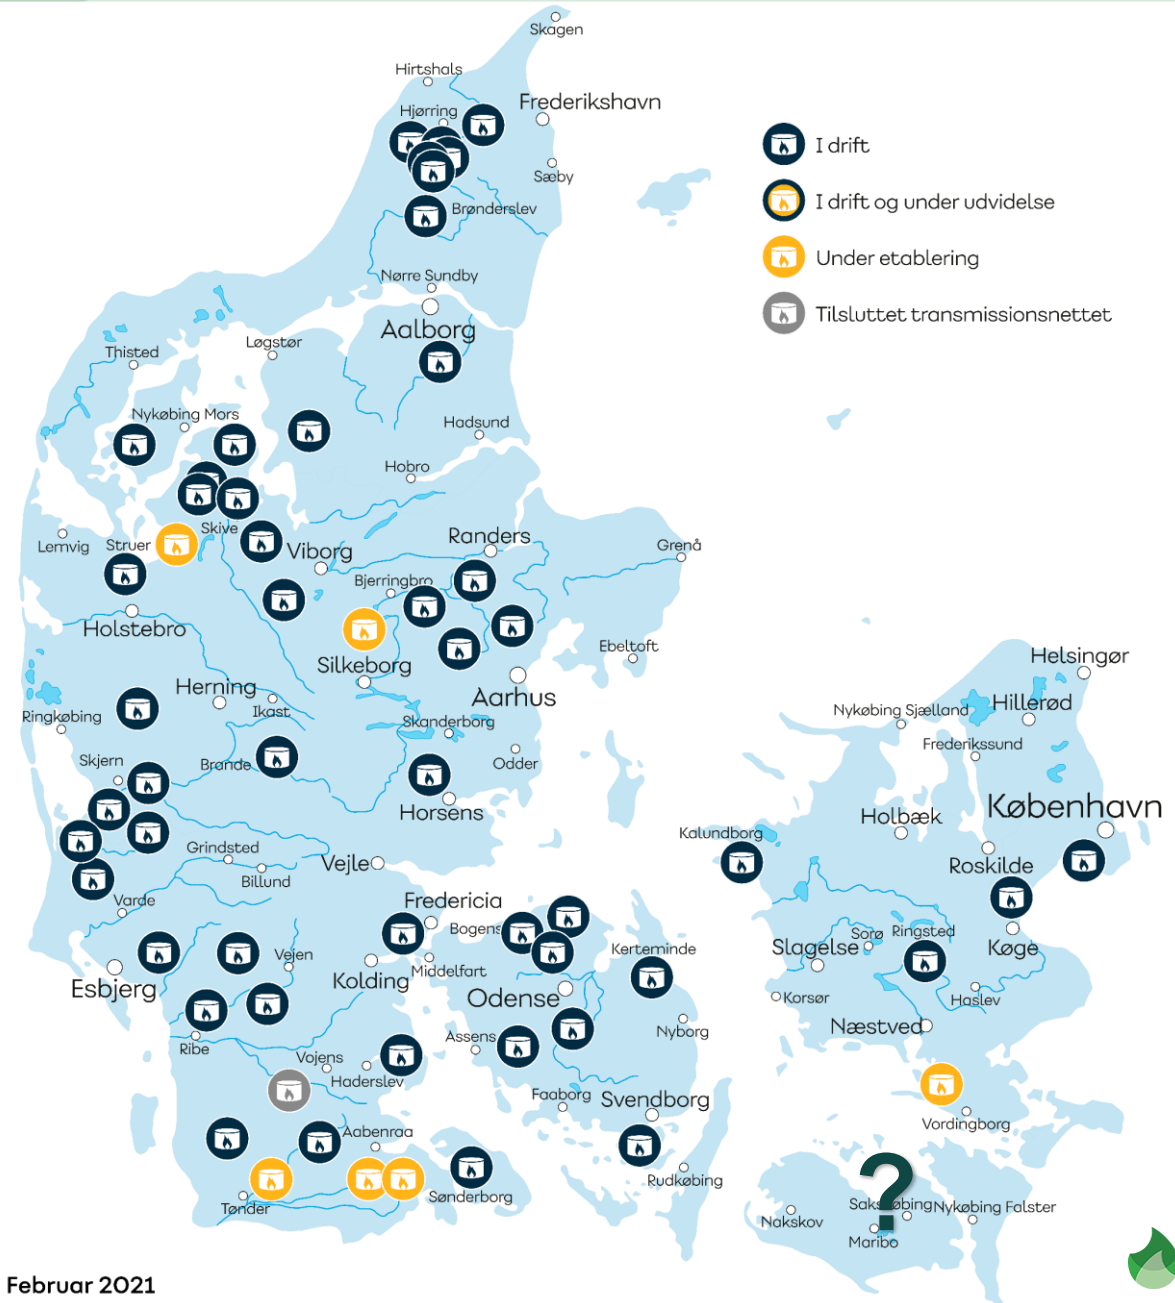 Skagen
Hirtshals
Frederikshavn
Hjørring
I drift
Sæby
I drift og under udvidelse
Brønderslev
Under etablering
Nørre Sundby
Tilsluttet transmissionsnettet
Aalborg
Løgstør
Thisted
Nykøbing Mors
Hadsund
Hobro
Skive
Randers
Lemvig
Struer
Viborg
Grenå
Bjerringbro
Holstebro
Ebeltoft
Silkeborg
Helsingør
Herning
Aarhus
Ikast
Nykøbing Sjælland
Hillerød
Ringkøbing
Skanderborg
Frederikssund
Skjern
Brande
Odder
København
Horsens
Holbæk
Kalundborg
Grindsted
Vejle
Roskilde
Billund
Varde
Fredericia
Bogens
Sorø
Ringsted
Kerteminde
Slagelse
Køge
Vejen
Middelfart
Kolding
Esbjerg
Odense
Korsør
Haslev
Næstved
Nyborg
Assens
Ribe
Vojens
Haderslev
Faaborg
Svendborg
Vordingborg
Aabenraa
Rudkøbing
Sønderborg
Tønder
?
Nykøbing Falster
Nakskov
Maribo
Februar 2021